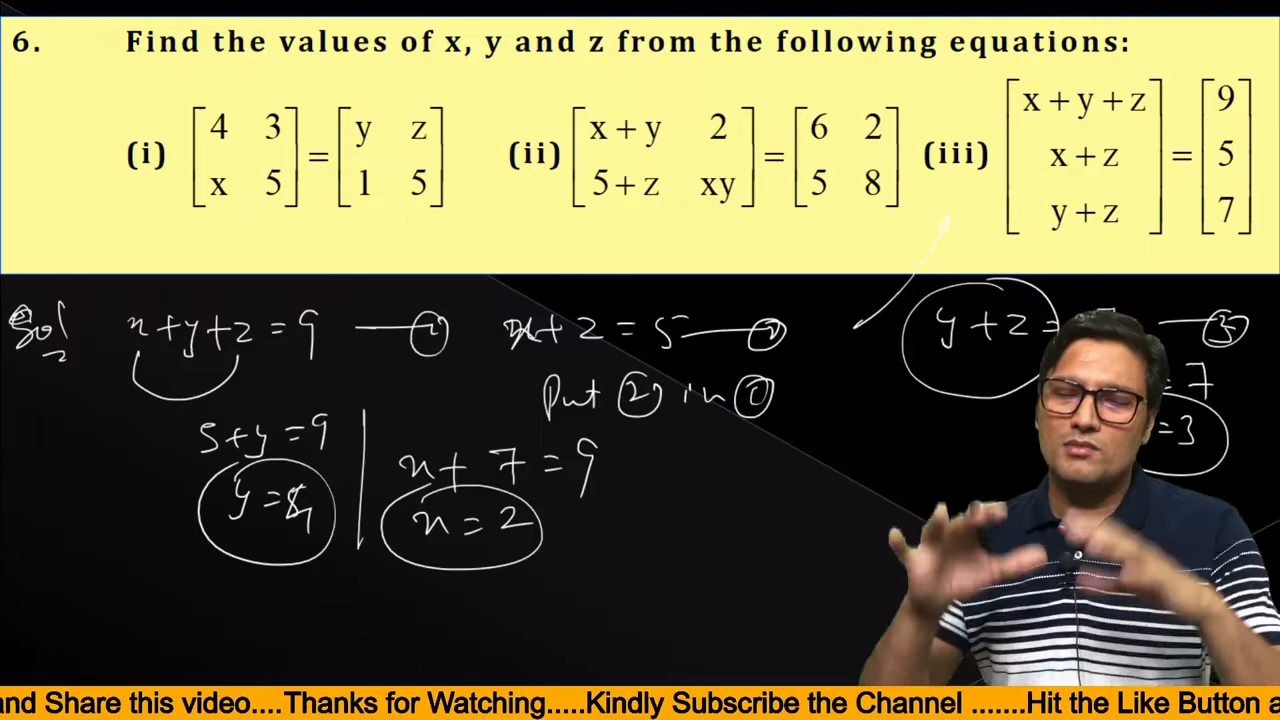 6. Find the values of x, y and z from the following equations:
(i) [4 3 = [y z (ii) [x + y 2 = [6 2 (iii) [x + y + z = [9
x 5] 1 5] 5 + z xy] 5 8] x + z 5
y + z] 7]
Sol x+y+z = 9 — ① x+z = 5 — ② y+z = — ③
Put ② in ① = 7
5+y = 9 x + 7 = 9 = 3
y = 4 x = 2
and Share this video....Thanks for Watching.....Kindly Subscribe the Channel .......Hit the Like Button a